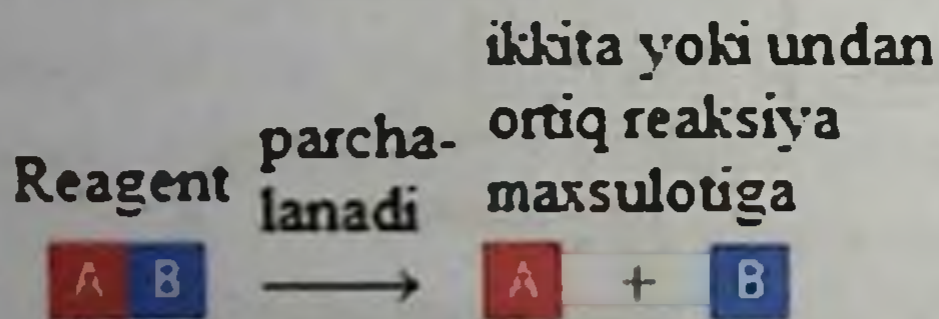 Reagent
parcha-
lanadi
ikkita yoki undan
ortiq reaksiya
maxsulotiga
A B → A + B